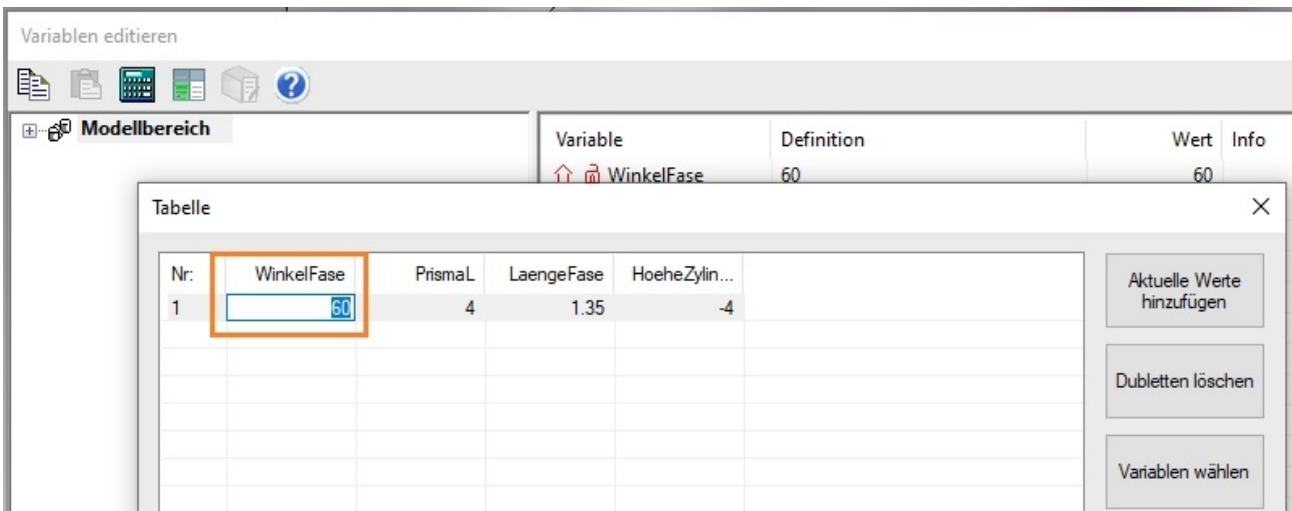 Variablen editieren
Modellbereich
Variable Definition Wert Info
WinkelFase 60 60
Tabelle
Nr: WinkelFase PrismaL LaengeFase HoeheZylin...
1 60 4 1.35 -4
Aktuelle Werte
hinzufügen
Dubletten löschen
Variablen wählen